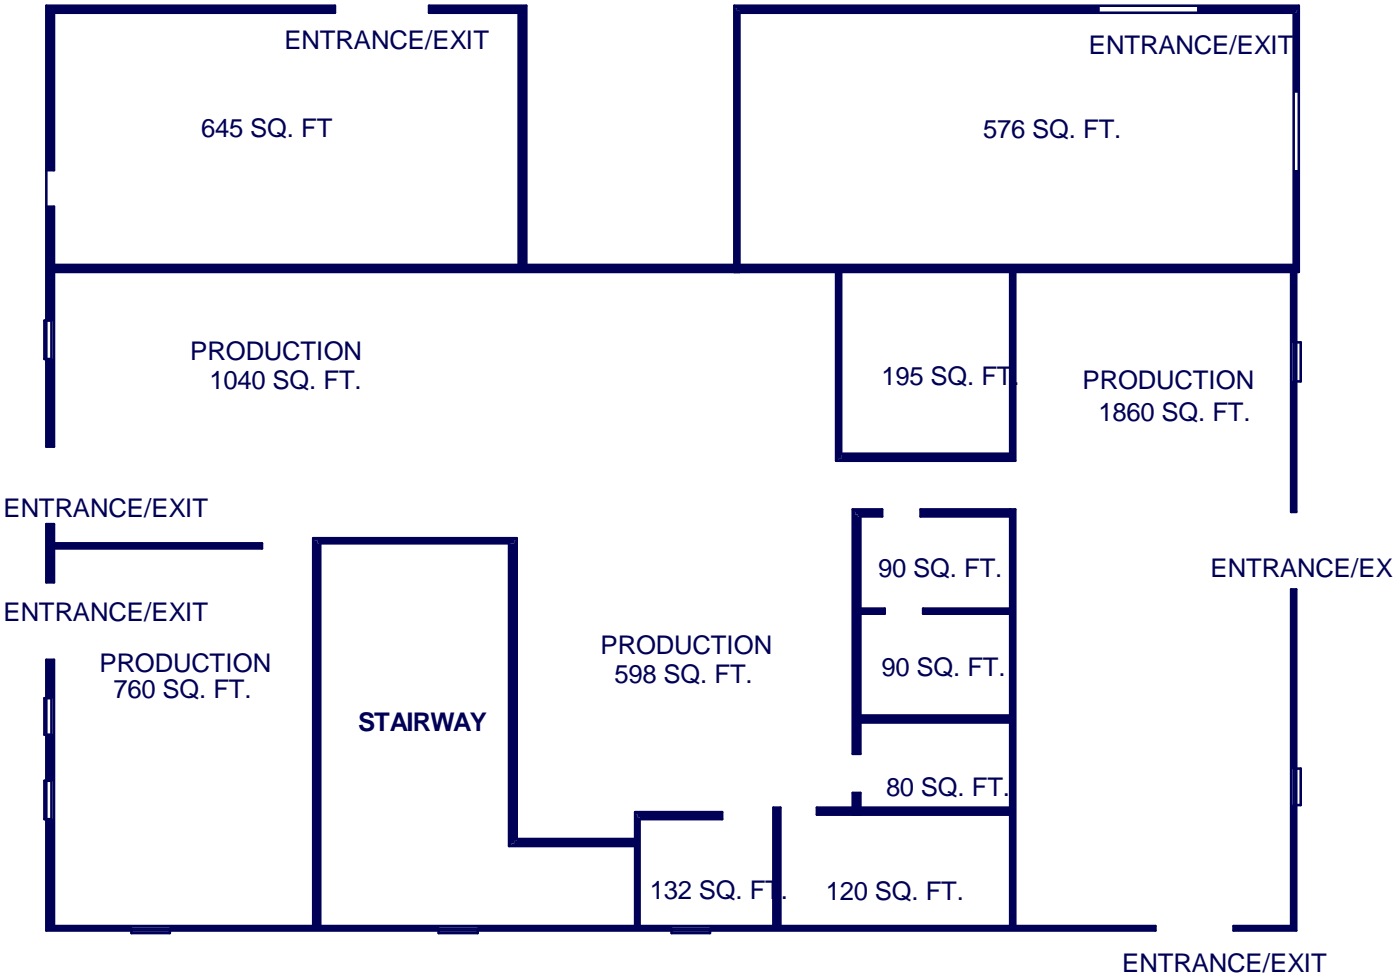 ENTRANCE/EXIT
ENTRANCE/EXIT
645 SQ. FT
576 SQ. FT.
PRODUCTION
1040 SQ. FT.
195 SQ. FT.
PRODUCTION
1860 SQ. FT.
ENTRANCE/EXIT
90 SQ. FT.
ENTRANCE/EX
ENTRANCE/EXIT
PRODUCTION
760 SQ. FT.
PRODUCTION
598 SQ. FT.
90 SQ. FT.
STAIRWAY
80 SQ. FT.
132 SQ. FT.
120 SQ. FT.
ENTRANCE/EXIT